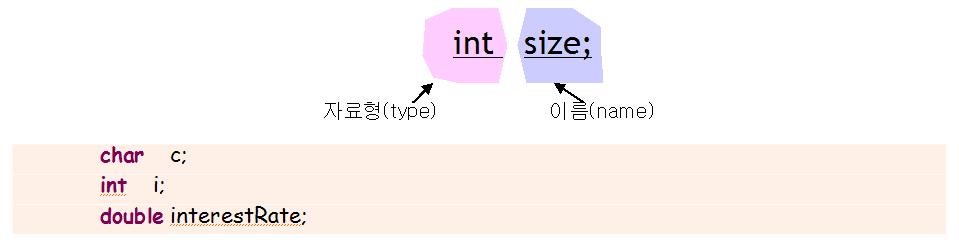 int size;
자료형(type) 이름(name)
char c;
int i;
double interestRate;